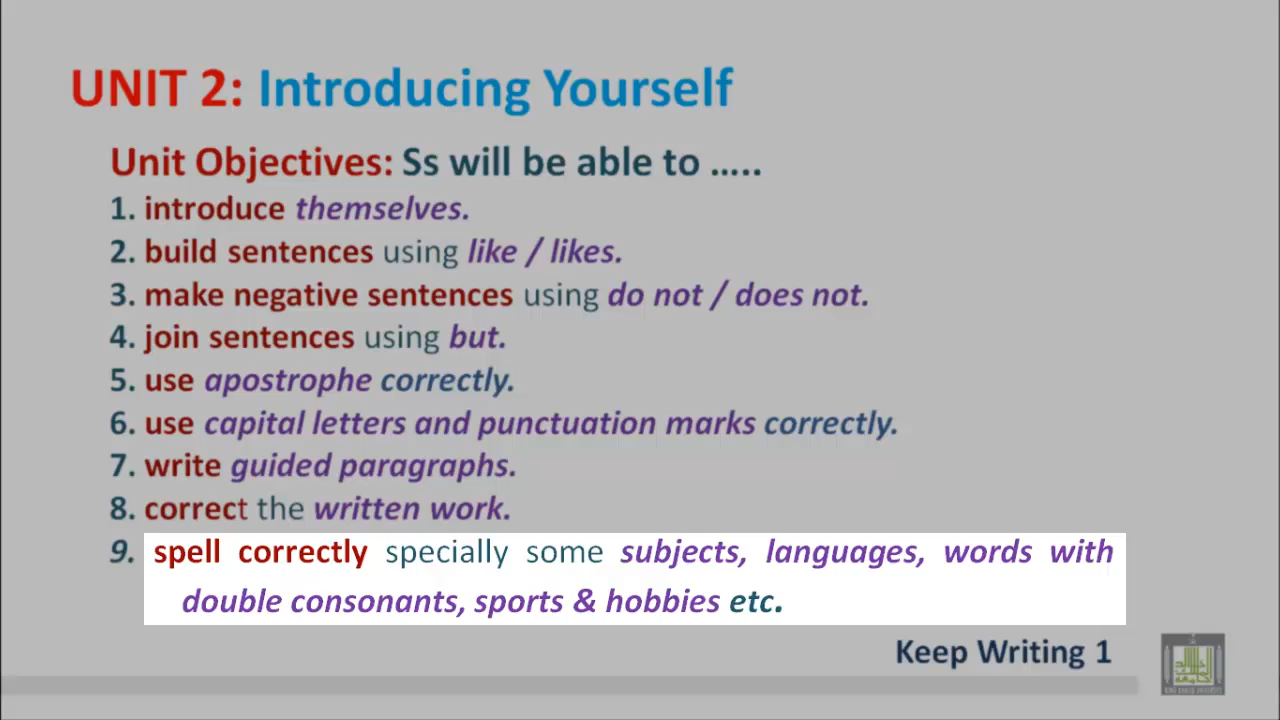 UNIT 2: Introducing Yourself
Unit Objectives: Ss will be able to …..
1. introduce themselves.
2. build sentences using like / likes.
3. make negative sentences using do not / does not.
4. join sentences using but.
5. use apostrophe correctly.
6. use capital letters and punctuation marks correctly.
7. write guided paragraphs.
8. correct the written work.
9. spell correctly specially some subjects, languages, words with
double consonants, sports & hobbies etc.
Keep Writing 1